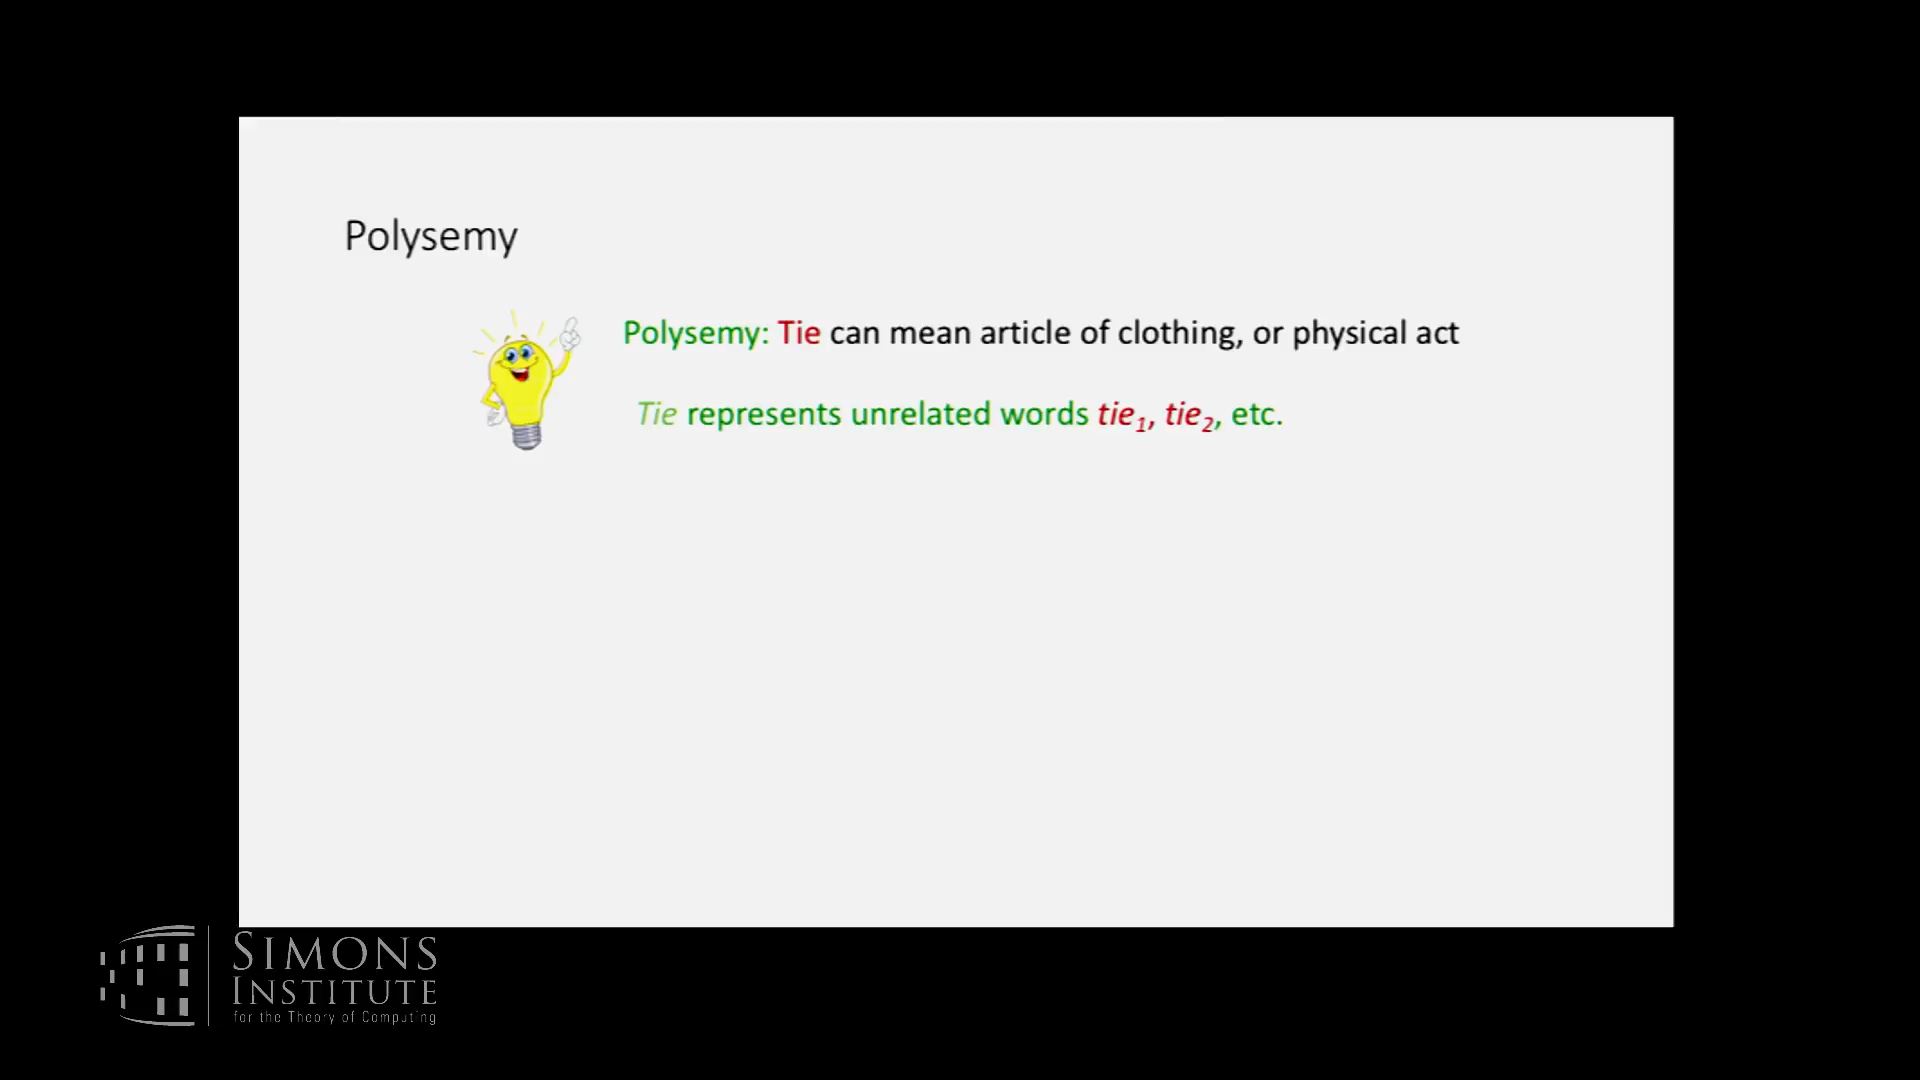 Polysemy
Polysemy: Tie can mean article of clothing, or physical act
Tie represents unrelated words tie₁, tie₂, etc.
SIMONS
INSTITUTE
for the Theory of Computing